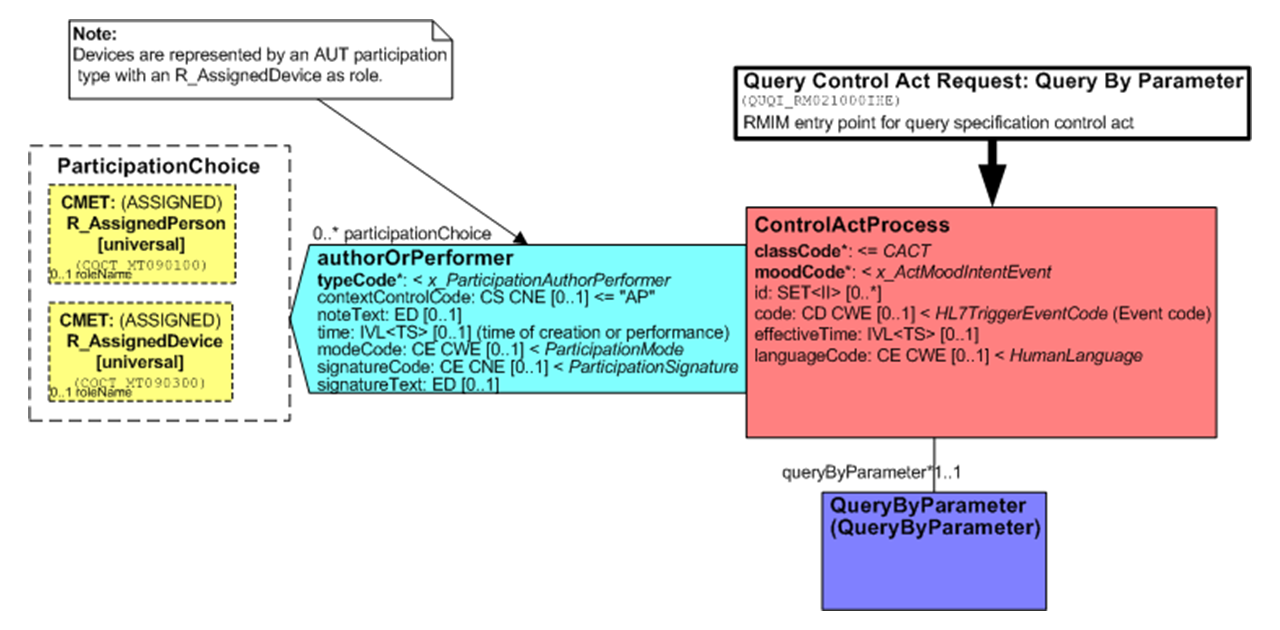 Note:
Devices are represented by an AUT participation
type with an R_AssignedDevice as role.
Query Control Act Request: Query By Parameter
(QUQI_RM021000IHE)
RMIM entry point for query specification control act
ParticipationChoice
CMET: (ASSIGNED)
R_AssignedPerson
[universal]
(COCT_MT090100)
0..1 roleName
CMET: (ASSIGNED)
R_AssignedDevice
[universal]
(COCT_MT090300)
0..1 roleName
0..* participationChoice
authorOrPerformer
typeCode*: < x_ParticipationAuthorPerformer
contextControlCode: CS CNE [0..1] <= "AP"
noteText: ED [0..1]
time: IVL<TS> [0..1] (time of creation or performance)
modeCode: CE CWE [0..1] < ParticipationMode
signatureCode: CE CNE [0..1] < ParticipationSignature
signatureText: ED [0..1]
ControlActProcess
classCode*: <= CACT
moodCode*: < x_ActMoodIntentEvent
id: SET<II> [0..*]
code: CD CWE [0..1] < HL7TriggerEventCode (Event code)
effectiveTime: IVL<TS> [0..1]
languageCode: CE CWE [0..1] < HumanLanguage
queryByParameter*1..1
QueryByParameter
(QueryByParameter)